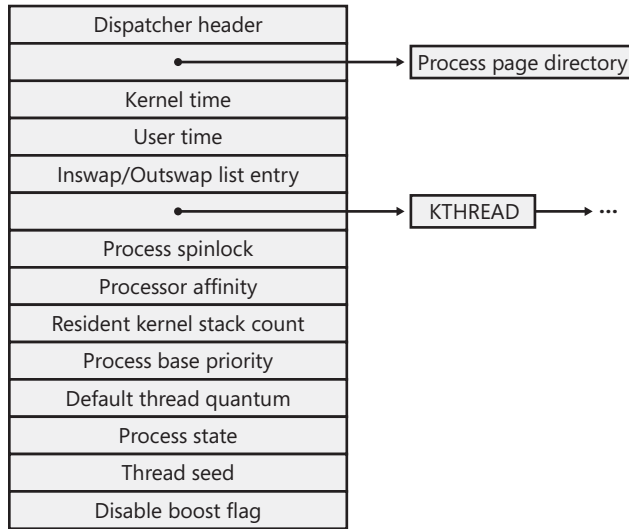 Dispatcher header
Process page directory
Kernel time
User time
Inswap/Outswap list entry
KTHREAD
...
Process spinlock
Processor affinity
Resident kernel stack count
Process base priority
Default thread quantum
Process state
Thread seed
Disable boost flag